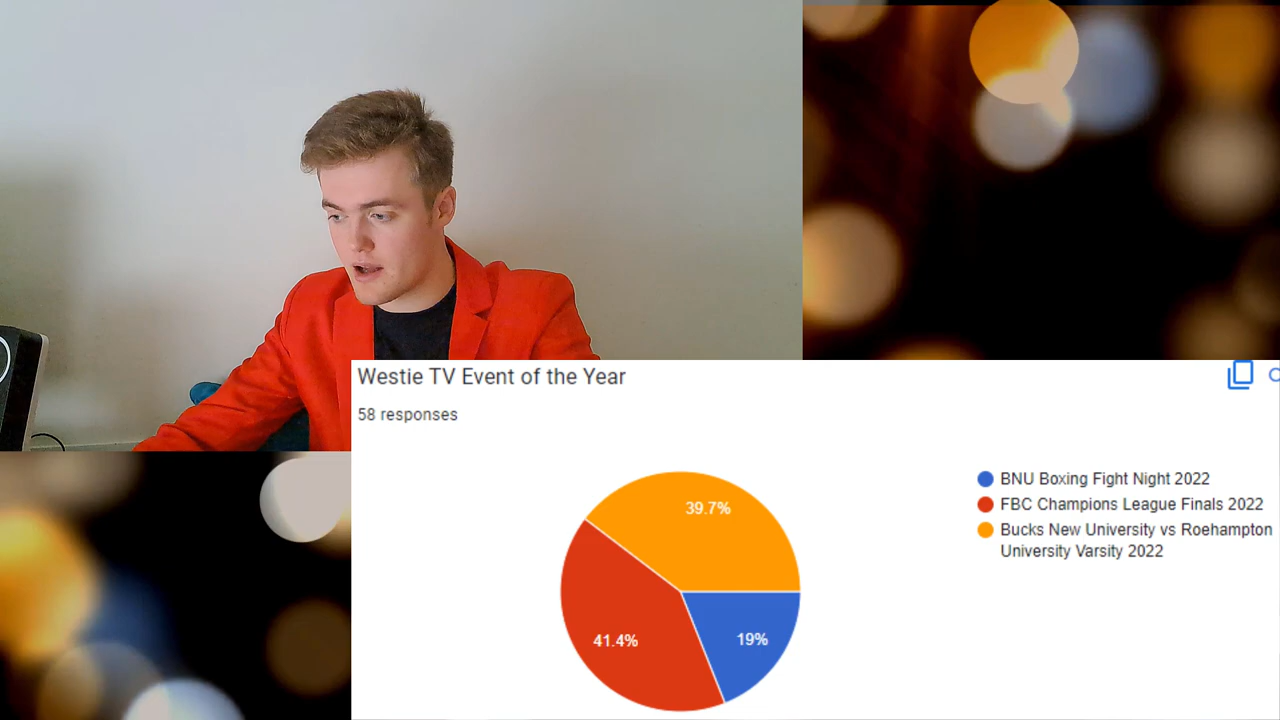 Westie TV Event of the Year
58 responses
39.7%
41.4%
19%
BNU Boxing Fight Night 2022
FBC Champions League Finals 2022
Bucks New University vs Roehampton
University Varsity 2022